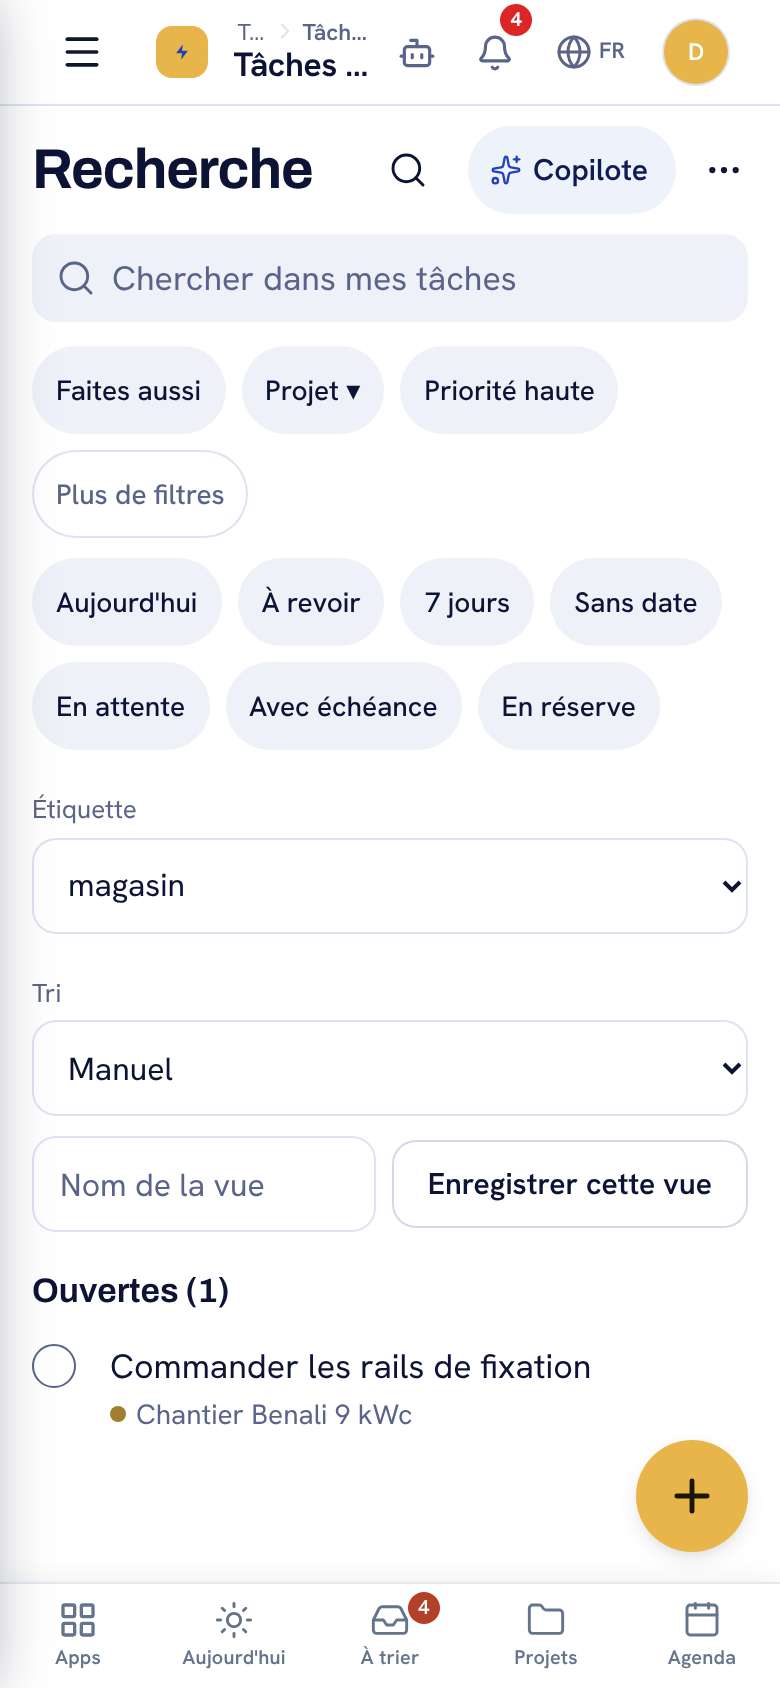 T... > Tâch...
Tâches ...
4
FR
D
Recherche
Copilote
Chercher dans mes tâches
Faites aussi
Projet ▾
Priorité haute
Plus de filtres
Aujourd'hui
À revoir
7 jours
Sans date
En attente
Avec échéance
En réserve
Étiquette
magasin
Tri
Manuel
Nom de la vue
Enregistrer cette vue
Ouvertes (1)
Commander les rails de fixation
Chantier Benali 9 kWc
4
Apps
Aujourd'hui
À trier
Projets
Agenda